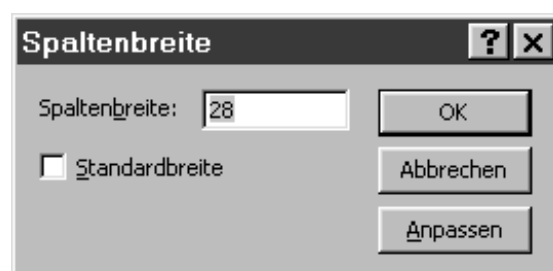 Spaltenbreite ? ×
Spaltenbreite: 28 OK
Standardbreite Abbrechen
Anpassen